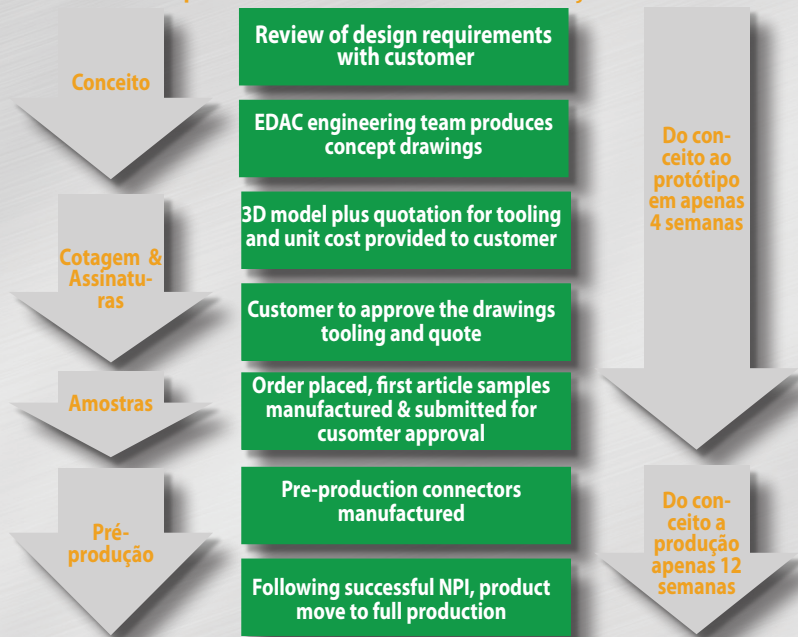 Conceito
Review of design requirements
with customer
EDAC engineering team produces
concept drawings
Cotagem &
Assinatu-
ras
3D model plus quotation for tooling
and unit cost provided to customer
Customer to approve the drawings
tooling and quote
Amostras
Order placed, first article samples
manufactured & submitted for
cusomter approval
Pré-
produção
Pre-production connectors
manufactured
Following successful NPI, product
move to full production
Do con-
ceito ao
protótipo
em apenas
4 semanas
Do con-
ceito a
produção
apenas 12
semanas